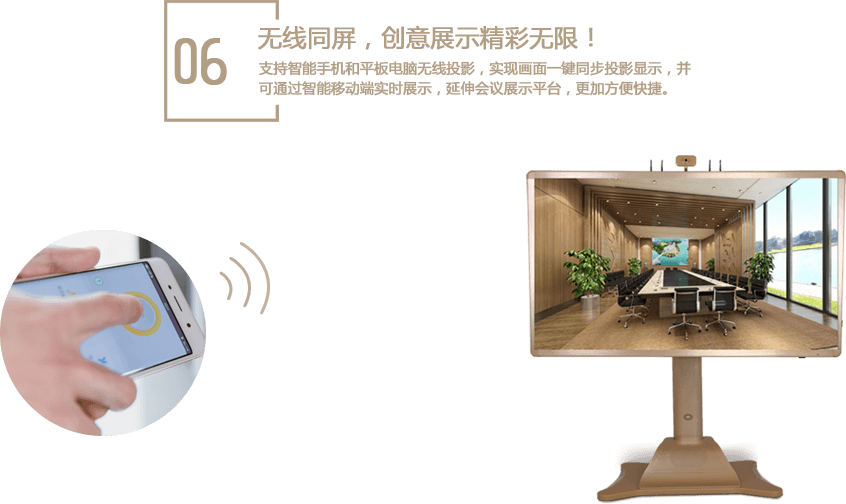 06
无线同屏，创意展示精彩无限！
支持智能手机和平板电脑无线投影，实现画面一键同步投影显示，并
可通过智能移动端实时展示，延伸会议展示平台，更加方便快捷。